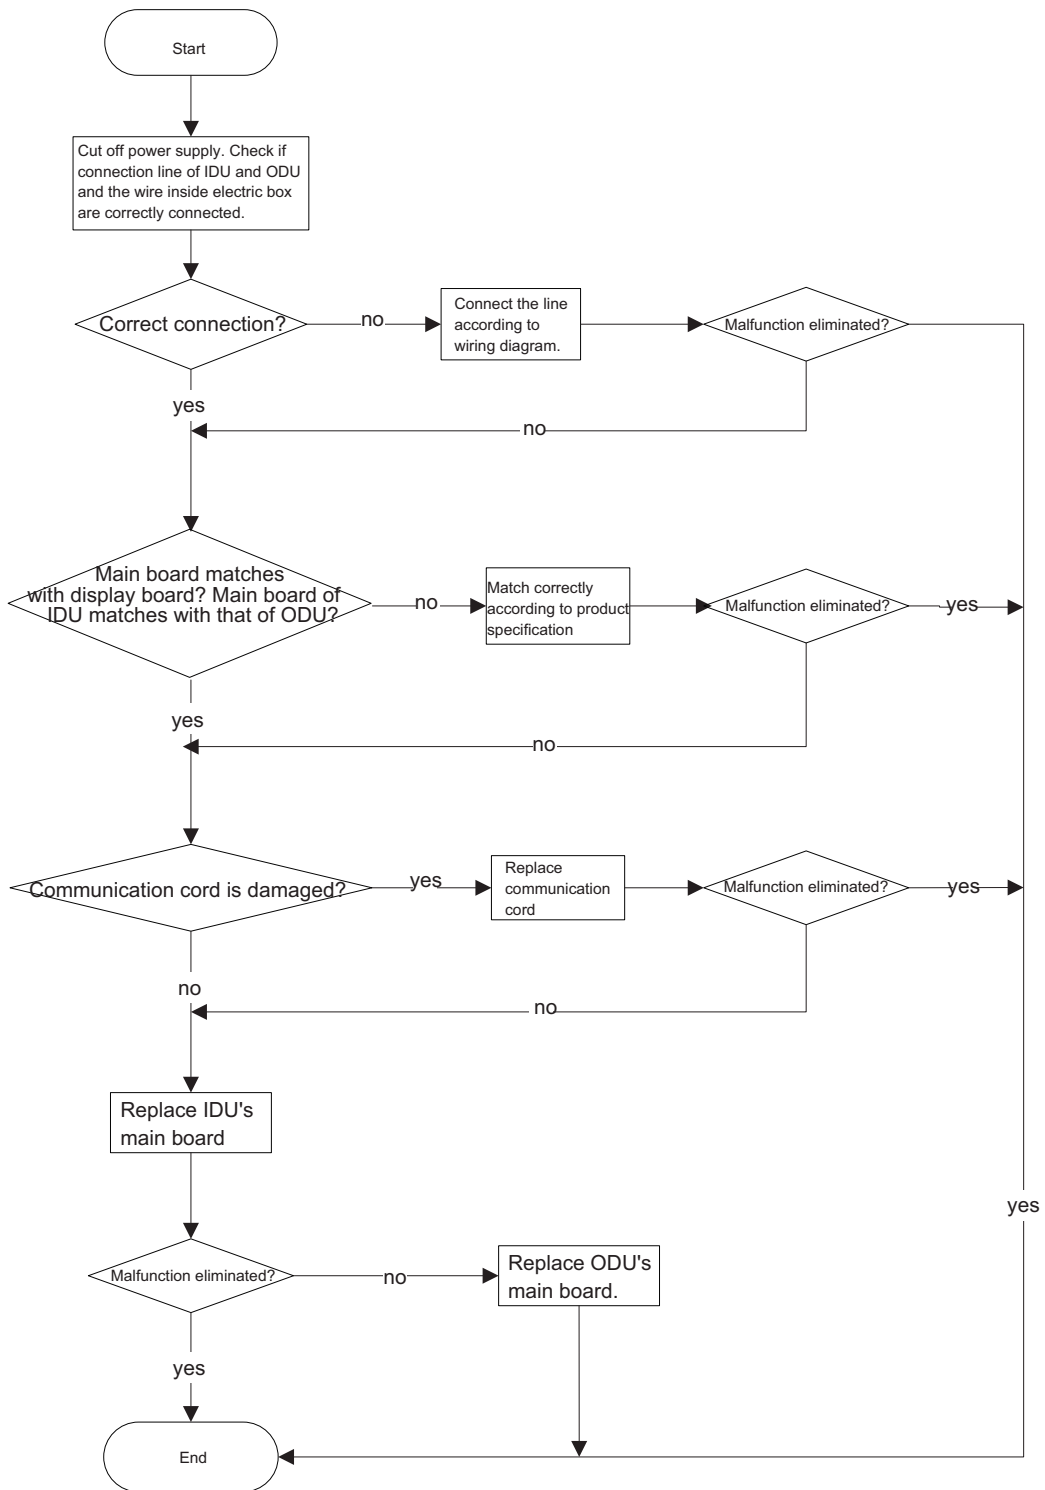 Start
Cut off power supply. Check if
connection line of IDU and ODU
and the wire inside electric box
are correctly connected.
Correct connection?
no
Connect the line
according to
wiring diagram.
Malfunction eliminated?
yes
no
Main board matches
with display board? Main board of
IDU matches with that of ODU?
no
Match correctly
according to product
specification
Malfunction eliminated?
yes
yes
no
Communication cord is damaged?
yes
Replace
communication
cord
Malfunction eliminated?
yes
no
no
Replace IDU's
main board
yes
Malfunction eliminated?
no
Replace ODU's
main board.
yes
End